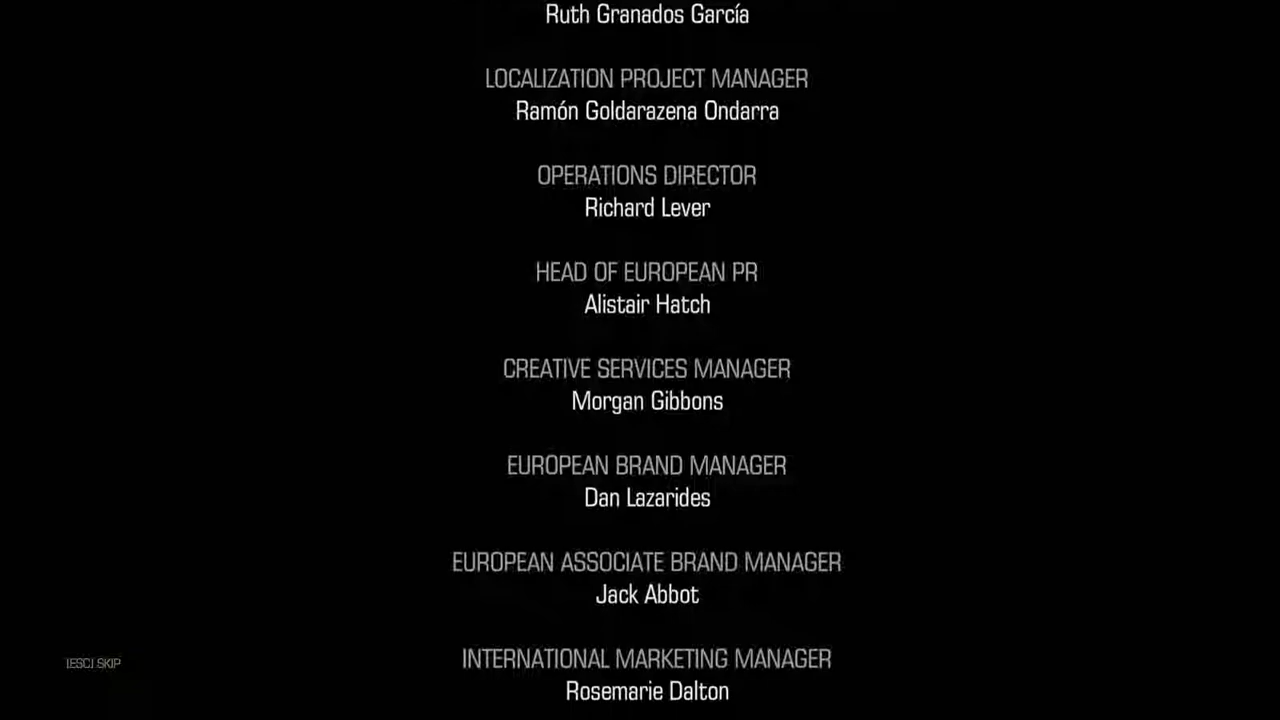 Ruth Granados García
LOCALIZATION PROJECT MANAGER
Ramón Goldarazena Ondarra
OPERATIONS DIRECTOR
Richard Lever
HEAD OF EUROPEAN PR
Alistair Hatch
CREATIVE SERVICES MANAGER
Morgan Gibbons
EUROPEAN BRAND MANAGER
Dan Lazarides
EUROPEAN ASSOCIATE BRAND MANAGER
Jack Abbot
INTERNATIONAL MARKETING MANAGER
Rosemarie Dalton
[ESC] SKIP